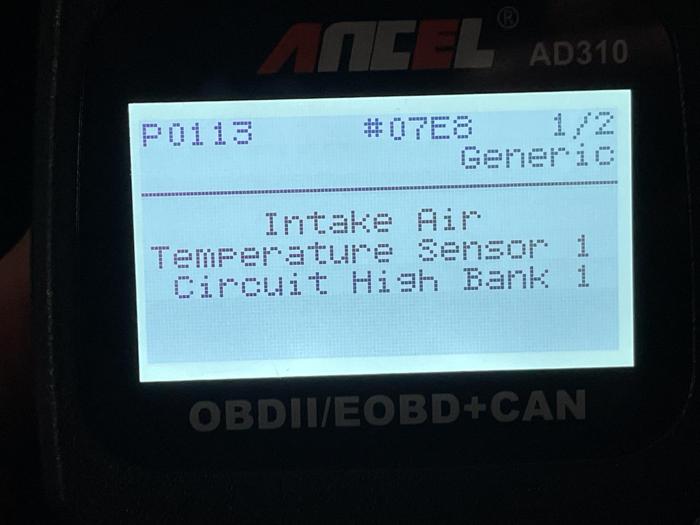 ANCEL®
AD310
P0113 #07E8 1/2
Generic
Intake Air
Temperature Sensor 1
Circuit High Bank 1
OBDII/EOBD+CAN